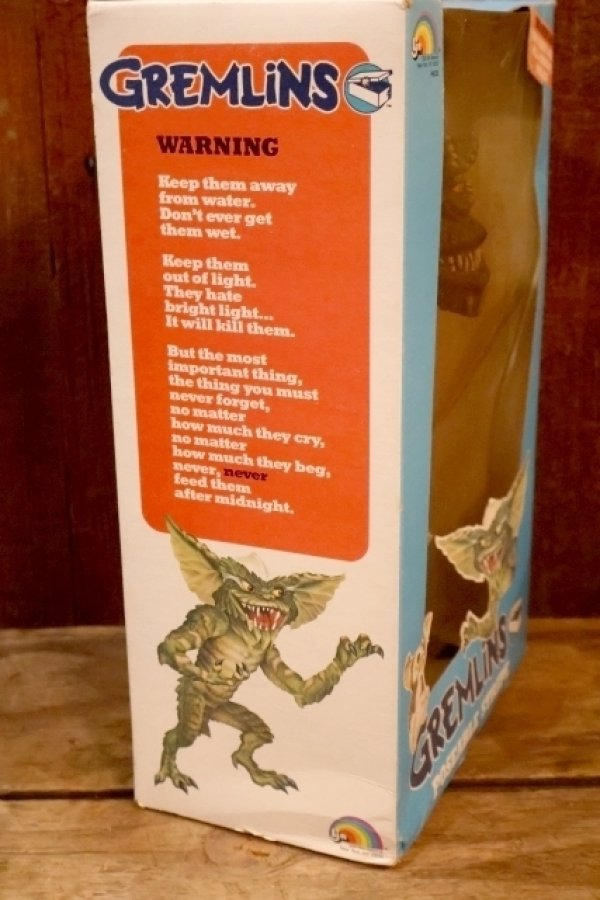 GREMLiNS
WARNING
Keep them away
from water.
Don't ever get
them wet.
Keep them
out of light.
They hate
bright light...
It will kill them.
But the most
important thing,
the thing you must
never forget,
no matter
how much they cry,
no matter
how much they beg,
never, never
feed them
after midnight.
GREMLiNS